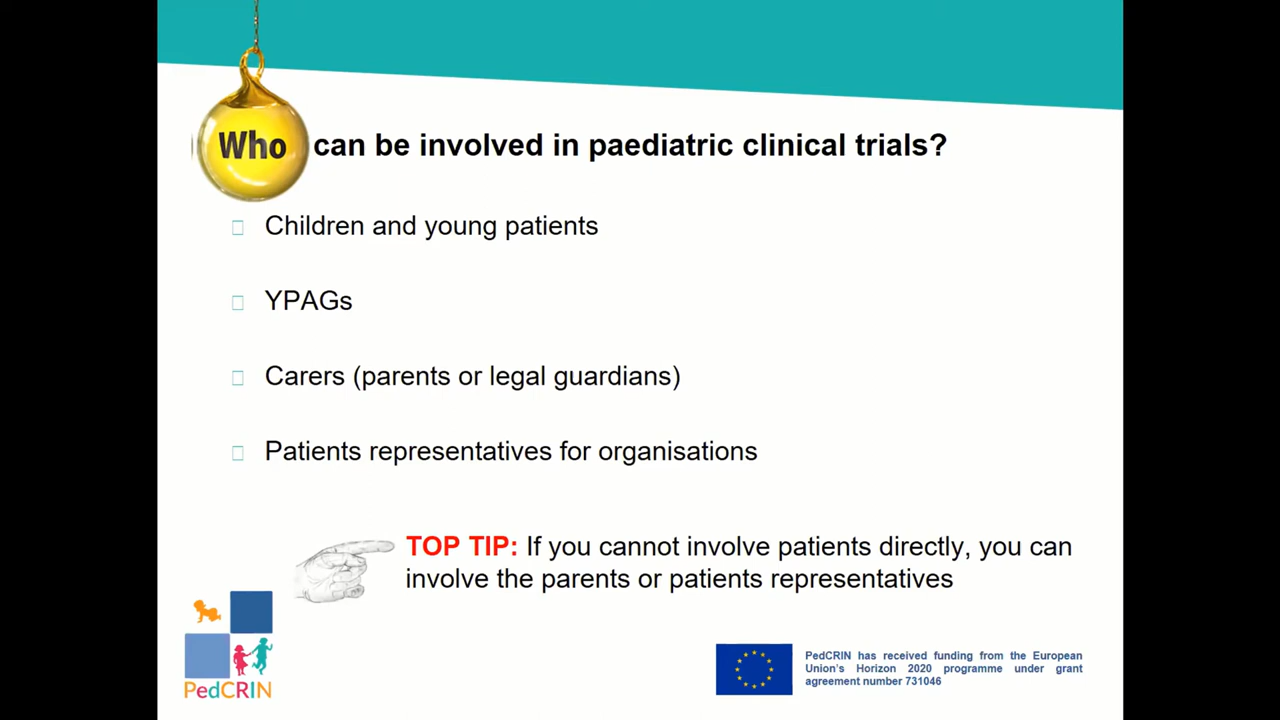 Who can be involved in paediatric clinical trials?
Children and young patients
YPAGs
Carers (parents or legal guardians)
Patients representatives for organisations
TOP TIP: If you cannot involve patients directly, you can
involve the parents or patients representatives
PedCRIN
PedCRIN has received funding from the European
Union's Horizon 2020 programme under grant
agreement number 731046